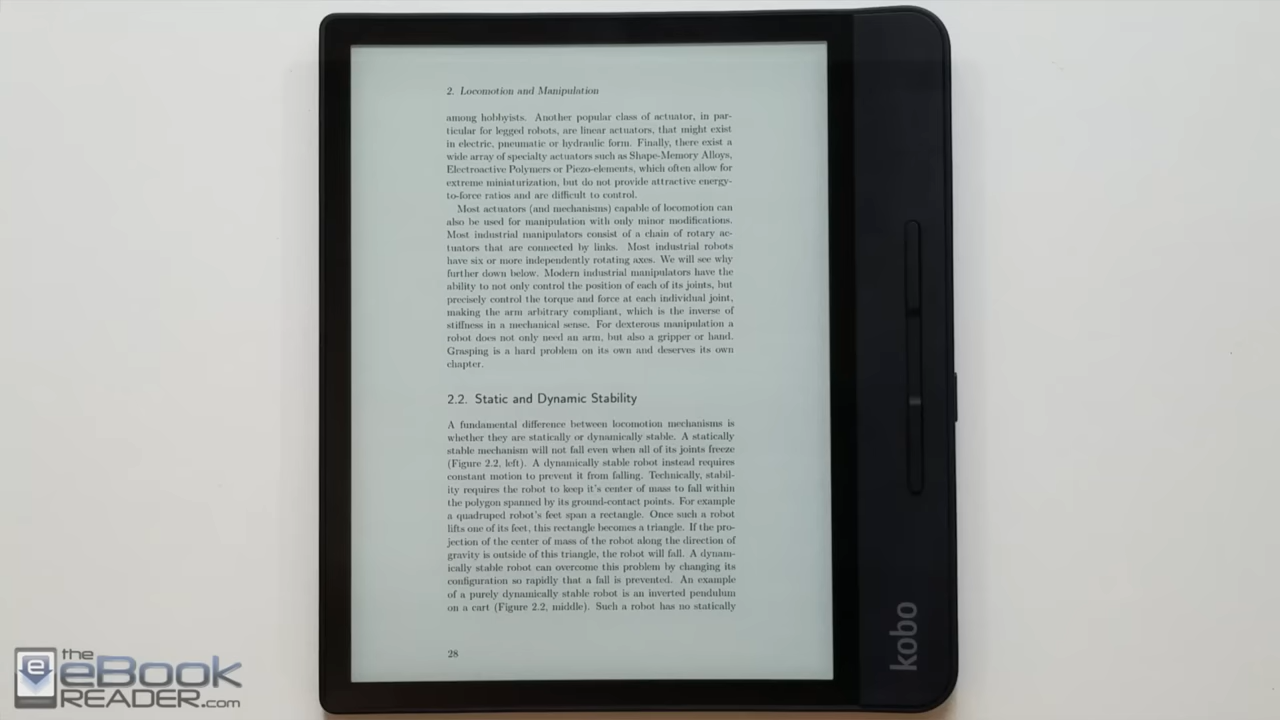 2. Locomotion and Manipulation
among hobbyists. Another popular class of actuator, in par-
ticular for legged robots, are linear actuators, that might exist
in electric, pneumatic or hydraulic form. Finally, there exist a
wide array of specialty actuators such as Shape-Memory Alloys,
Electroactive Polymers or Piezo-elements, which often allow for
extreme miniaturization, but do not provide attractive energy-
to-force ratios and are difficult to control.
Most actuators (and mechanisms) capable of locomotion can
also be used for manipulation with only minor modifications.
Most industrial manipulators consist of a chain of rotary ac-
tuators that are connected by links. Most industrial robots
have six or more independently rotating axes. We will see why
further down below. Modern industrial manipulators have the
ability to not only control the position of each of its joints, but
precisely control the torque and force at each individual joint,
making the arm arbitrary compliant, which is the inverse of
stiffness in a mechanical sense. For dexterous manipulation a
robot does not only need an arm, but also a gripper or hand.
Grasping is a hard problem on its own and deserves its own
chapter.
2.2. Static and Dynamic Stability
A fundamental difference between locomotion mechanisms is
whether they are statically or dynamically stable. A statically
stable mechanism will not fall even when all of its joints freeze
(Figure 2.2, left). A dynamically stable robot instead requires
constant motion to prevent it from falling. Technically, stabil-
ity requires the robot to keep it's center of mass to fall within
the polygon spanned by its ground-contact points. For example
a quadruped robot's feet span a rectangle. Once such a robot
lifts one of its feet, this rectangle becomes a triangle. If the pro-
jection of the center of mass of the robot along the direction of
gravity is outside of this triangle, the robot will fall. A dynam-
ically stable robot can overcome this problem by changing its
configuration so rapidly that a fall is prevented. An example
of a purely dynamically stable robot is an inverted pendulum
on a cart (Figure 2.2, middle). Such a robot has no statically
28
kobo
the
eBook
READER.com